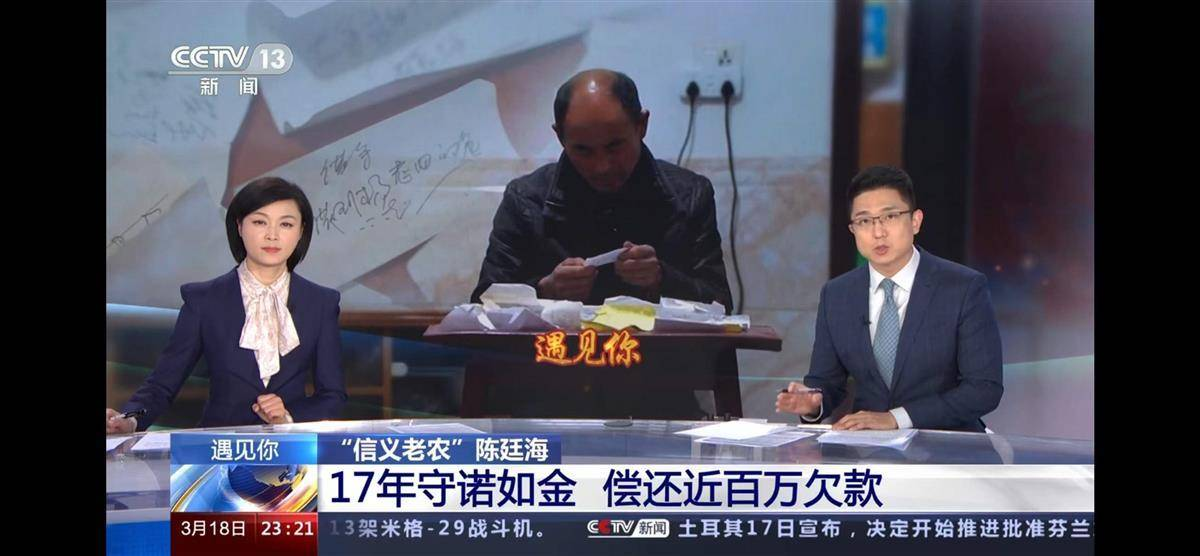 CCTV 13
新闻
遇见你
遇见你
“信义老农”陈廷海
17年守诺如金 偿还近百万欠款
3月18日 23:21
13架米格-29战斗机。 CCTV新闻 土耳其17日宣布，决定开始推进批准芬兰